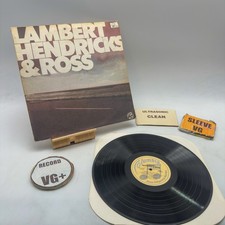 LAMBERT
HENDRICKS
& ROSS
ULTRASONIC
CLEAN
SLEEVE
VG
RECORD
VG+